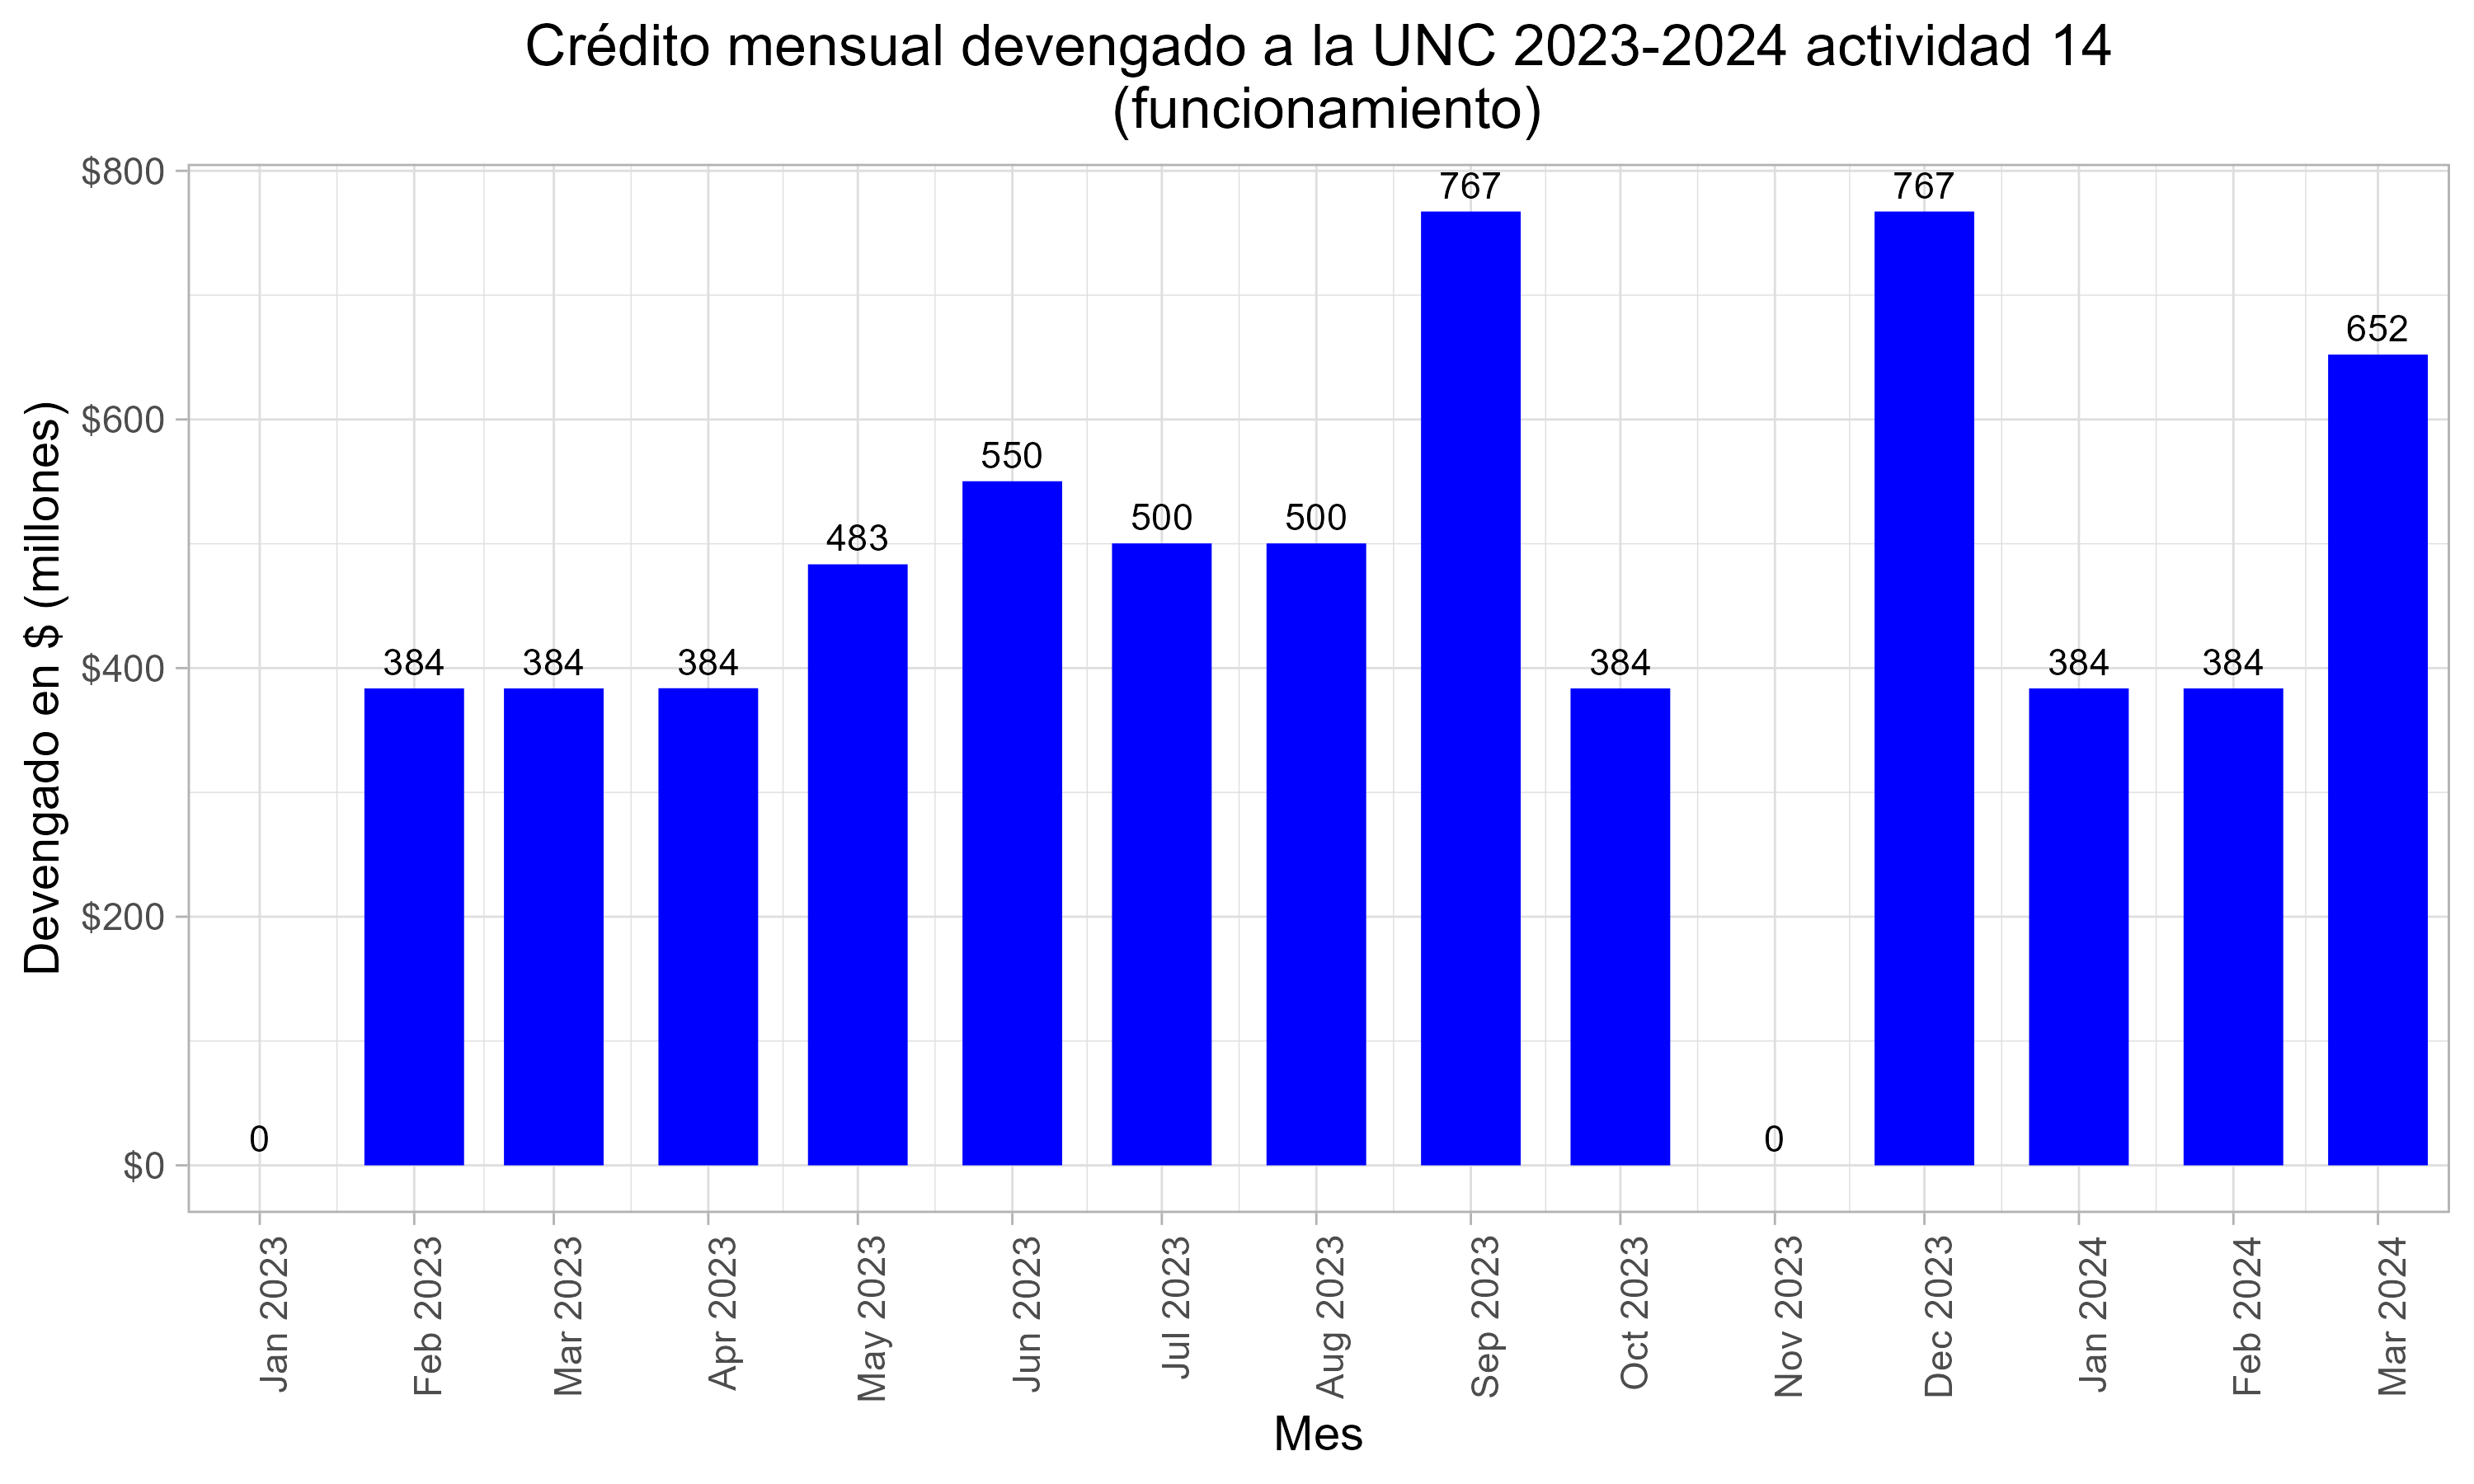 Crédito mensual devengado a la UNC 2023-2024 actividad 14
(funcionamiento)
Devengado en $ (millones)
$800
$600
$400
$200
$0
0
384
384
384
483
550
500
500
767
384
0
767
384
384
652
Jan 2023
Feb 2023
Mar 2023
Apr 2023
May 2023
Jun 2023
Jul 2023
Aug 2023
Sep 2023
Oct 2023
Nov 2023
Dec 2023
Jan 2024
Feb 2024
Mar 2024
Mes